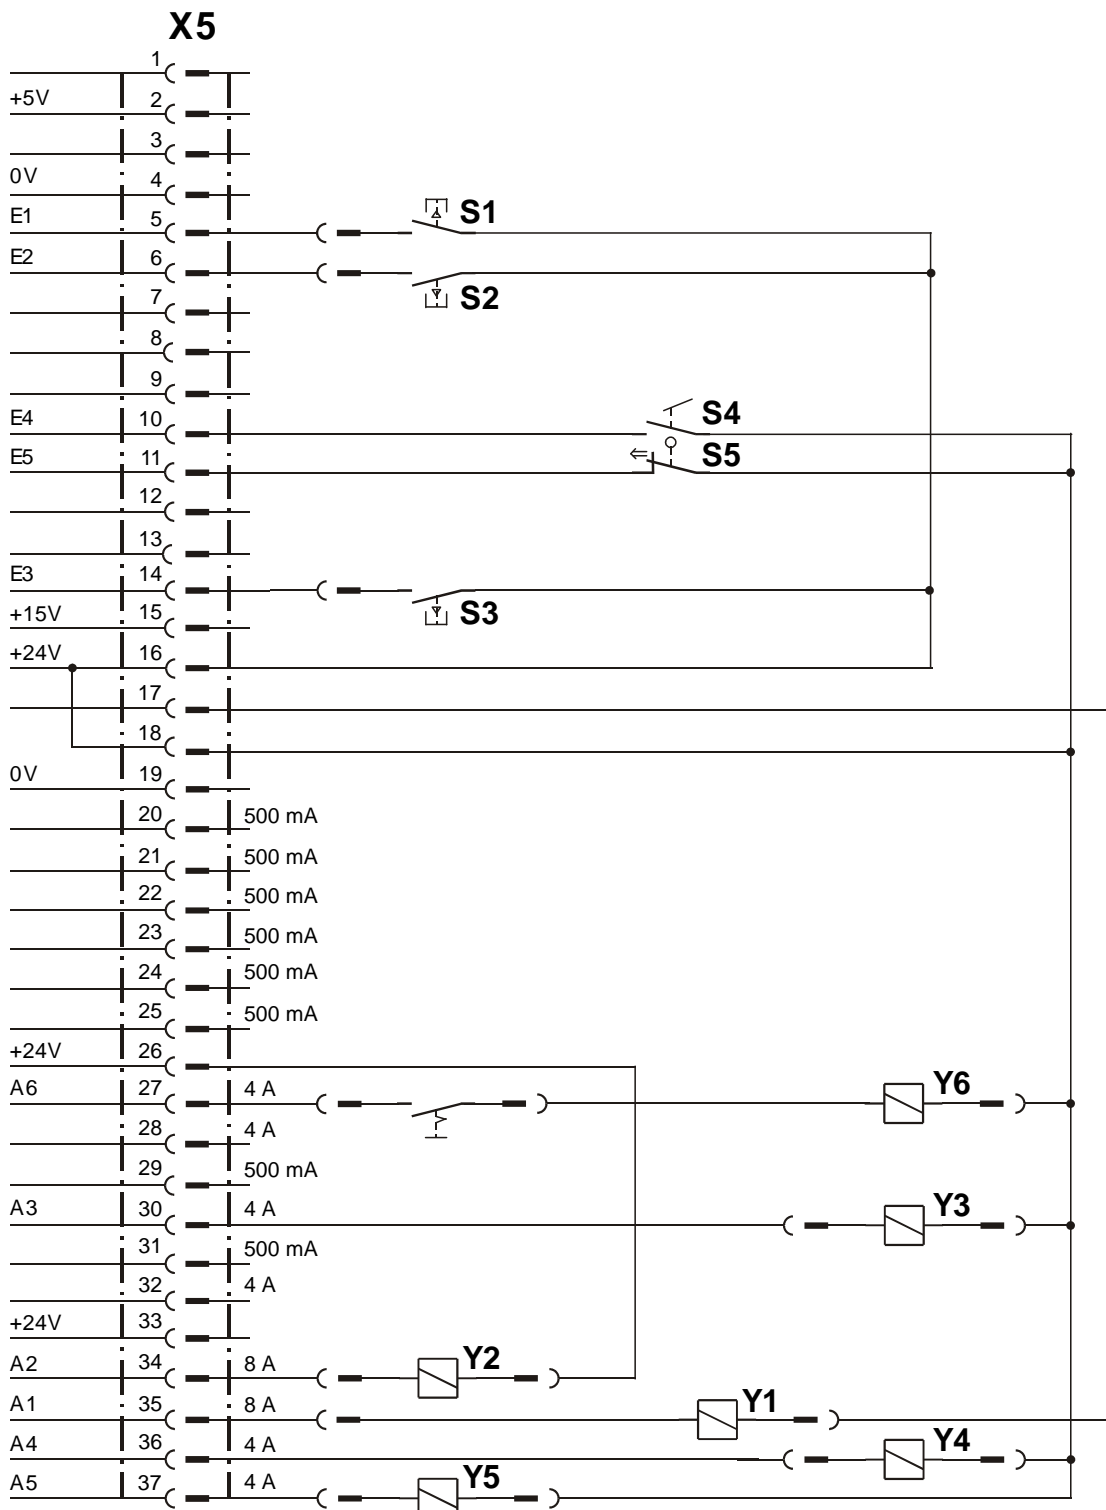 X5
1
+5V 2
3
0V 4
E1 5 S1
E2 6 S2
7
8
9
E4 10 S4
E5 11 S5
12
13
E3 14 S3
+15V 15
+24V 16
17
18
0V 19
20 500 mA
21 500 mA
22 500 mA
23 500 mA
24 500 mA
25 500 mA
+24V 26
A6 27 4 A Y6
28 4 A
29 500 mA
A3 30 4 A Y3
31 500 mA
32 4 A
+24V 33
A2 34 8 A Y2
A1 35 8 A Y1
A4 36 4 A Y4
A5 37 4 A Y5